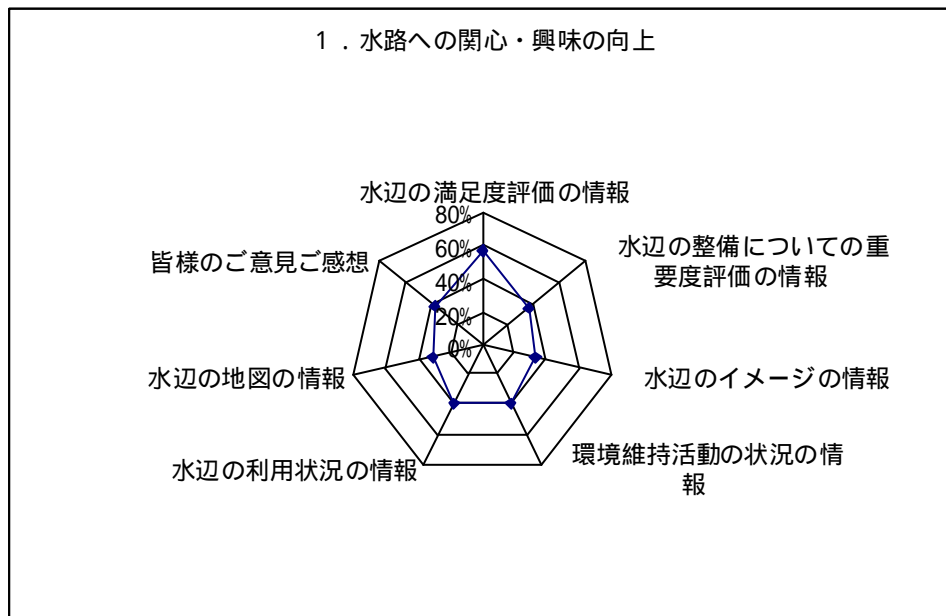 １．水路への関心・興味の向上
水辺の満足度評価の情報
80%
60%
40%
20%
0%
水辺の整備についての重
要度評価の情報
水辺のイメージの情報
環境維持活動の状況の情
報
水辺の利用状況の情報
水辺の地図の情報
皆様のご意見ご感想